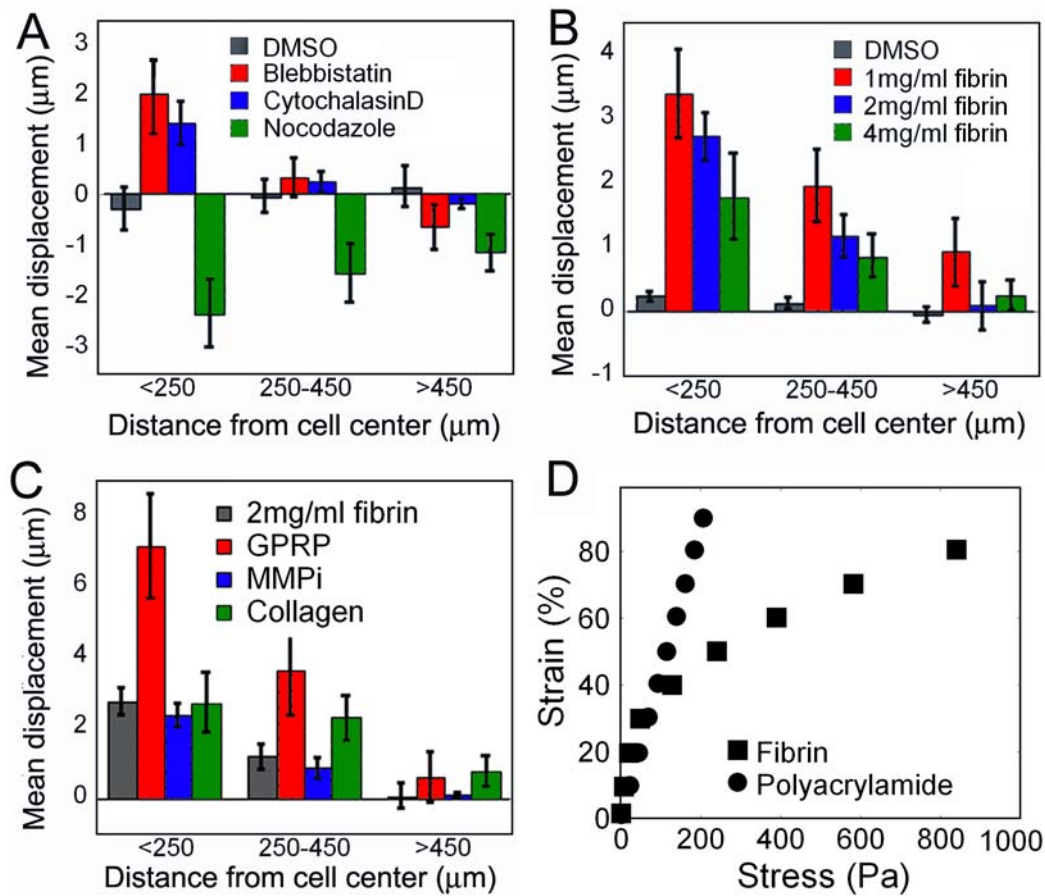 A
Mean displacement (μm)
3
2
1
0
-1
-2
-3
DMSO
Blebbistatin
CytochalasinD
Nocodazole
<250
250-450
>450
Distance from cell center (μm)
B
Mean displacement (μm)
4
3
2
1
0
-1
DMSO
1mg/ml fibrin
2mg/ml fibrin
4mg/ml fibrin
<250
250-450
>450
Distance from cell center (μm)
C
Mean displacement (μm)
8
6
4
2
0
2mg/ml fibrin
GPRP
MMPi
Collagen
<250
250-450
>450
Distance from cell center (μm)
D
Strain (%)
80
60
40
20
0
Fibrin
Polyacrylamide
0
200
400
600
800
1000
Stress (Pa)